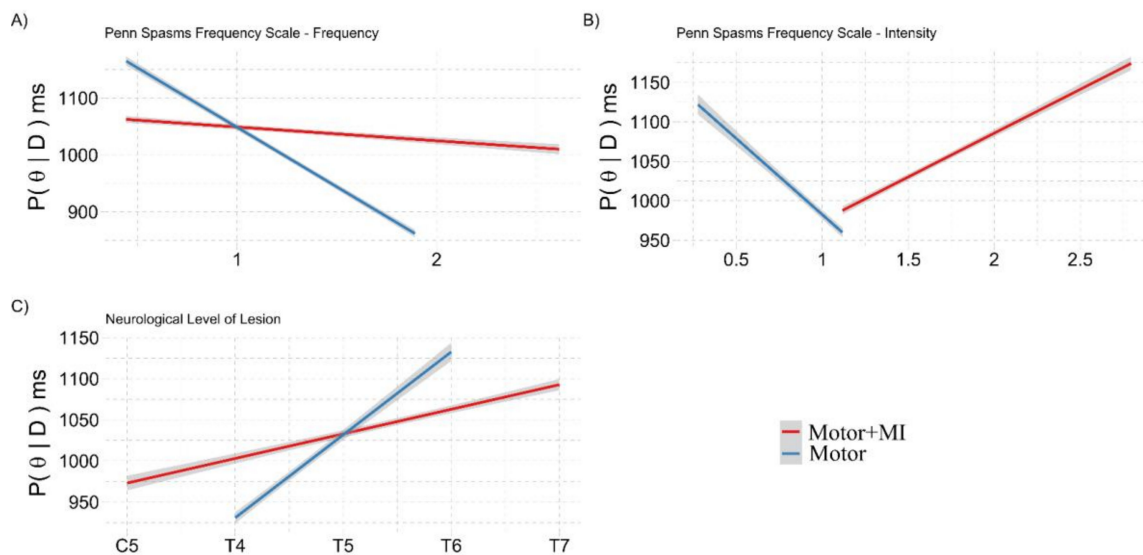 A)
Penn Spasms Frequency Scale - Frequency
P( θ | D ) ms
1100
1000
900
1
2
B)
Penn Spasms Frequency Scale - Intensity
P( θ | D ) ms
1150
1100
1050
1000
950
0.5
1
1.5
2
2.5
C)
Neurological Level of Lesion
P( θ | D ) ms
1150
1100
1050
1000
950
C5
T4
T5
T6
T7
Motor+MI
Motor